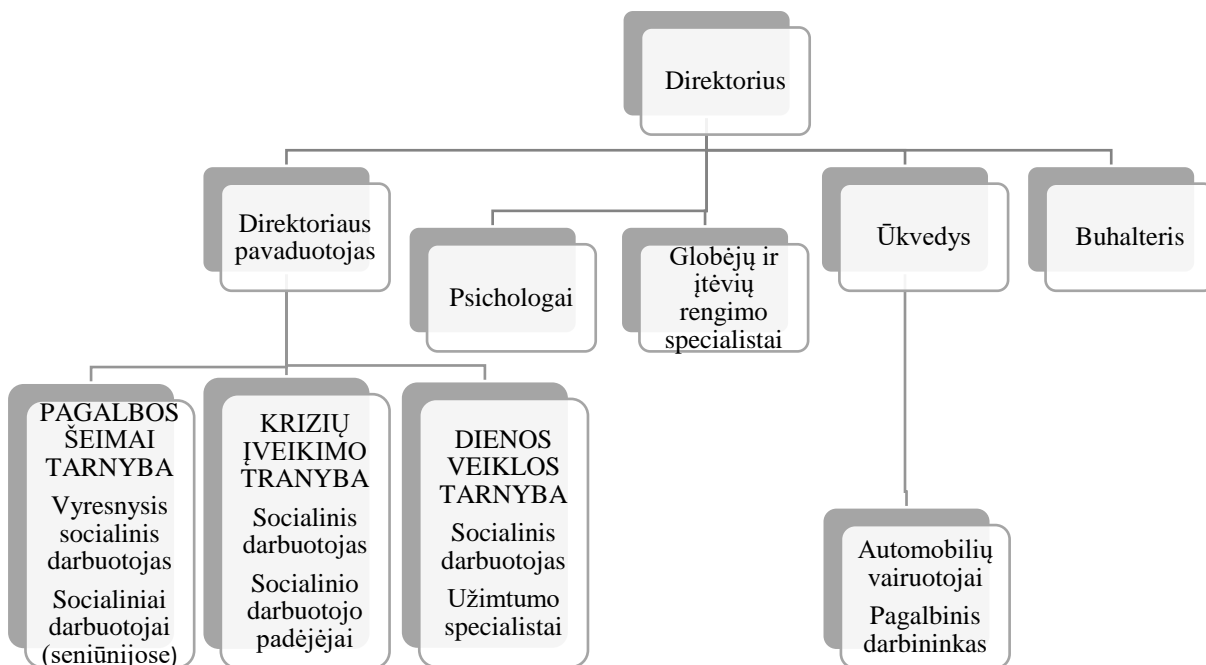 Direktorius
Direktoriaus
pavaduotojas
Psichologai
Globėjų ir
įtėvių
rengimo
specialistai
Ūkvedys
Buhalteris
PAGALBOS
ŠEIMAI
TARNYBA
Vyresnysis
socialinis
darbuotojas
Socialiniai
darbuotojai
(seniūnijose)
KRIZIŲ
ĮVEIKIMO
TRANYBA
Socialinis
darbuotojas
Socialinio
darbuotojo
padėjėjai
DIENOS
VEIKLOS
TARNYBA
Socialinis
darbuotojas
Užimtumo
specialistai
Automobilių
vairuotojai
Pagalbinis
darbininkas